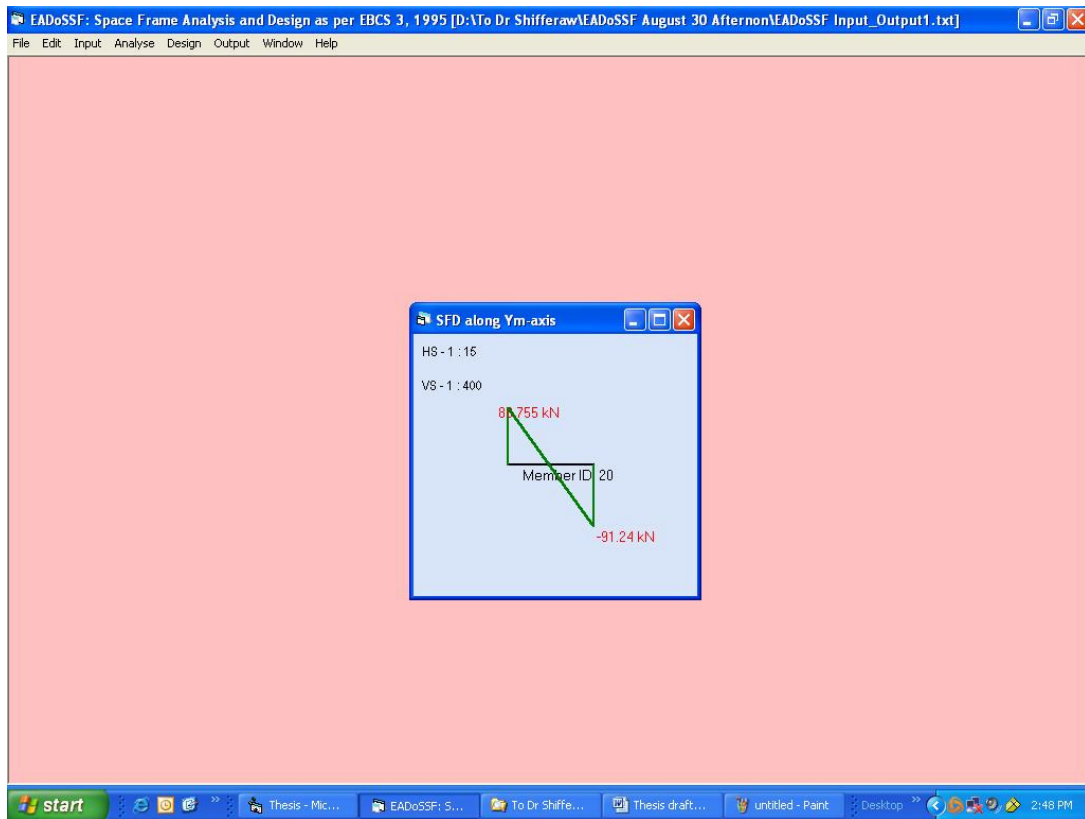 EADoSSF: Space Frame Analysis and Design as per EBCS 3, 1995 [D:\To Dr Shifferaw\EADoSSF August 30 Afternon\EADoSSF Input_Output1.txt]
File Edit Input Analyse Design Output Window Help
SFD along Ym-axis
HS - 1 : 15
VS - 1 : 400
kN
Member ID 20
-91.24 kN
start
Thesis - Mic...
EADoSSF: S...
To Dr Shiffe...
Thesis draft...
untitled - Paint
Desktop
2:48 PM